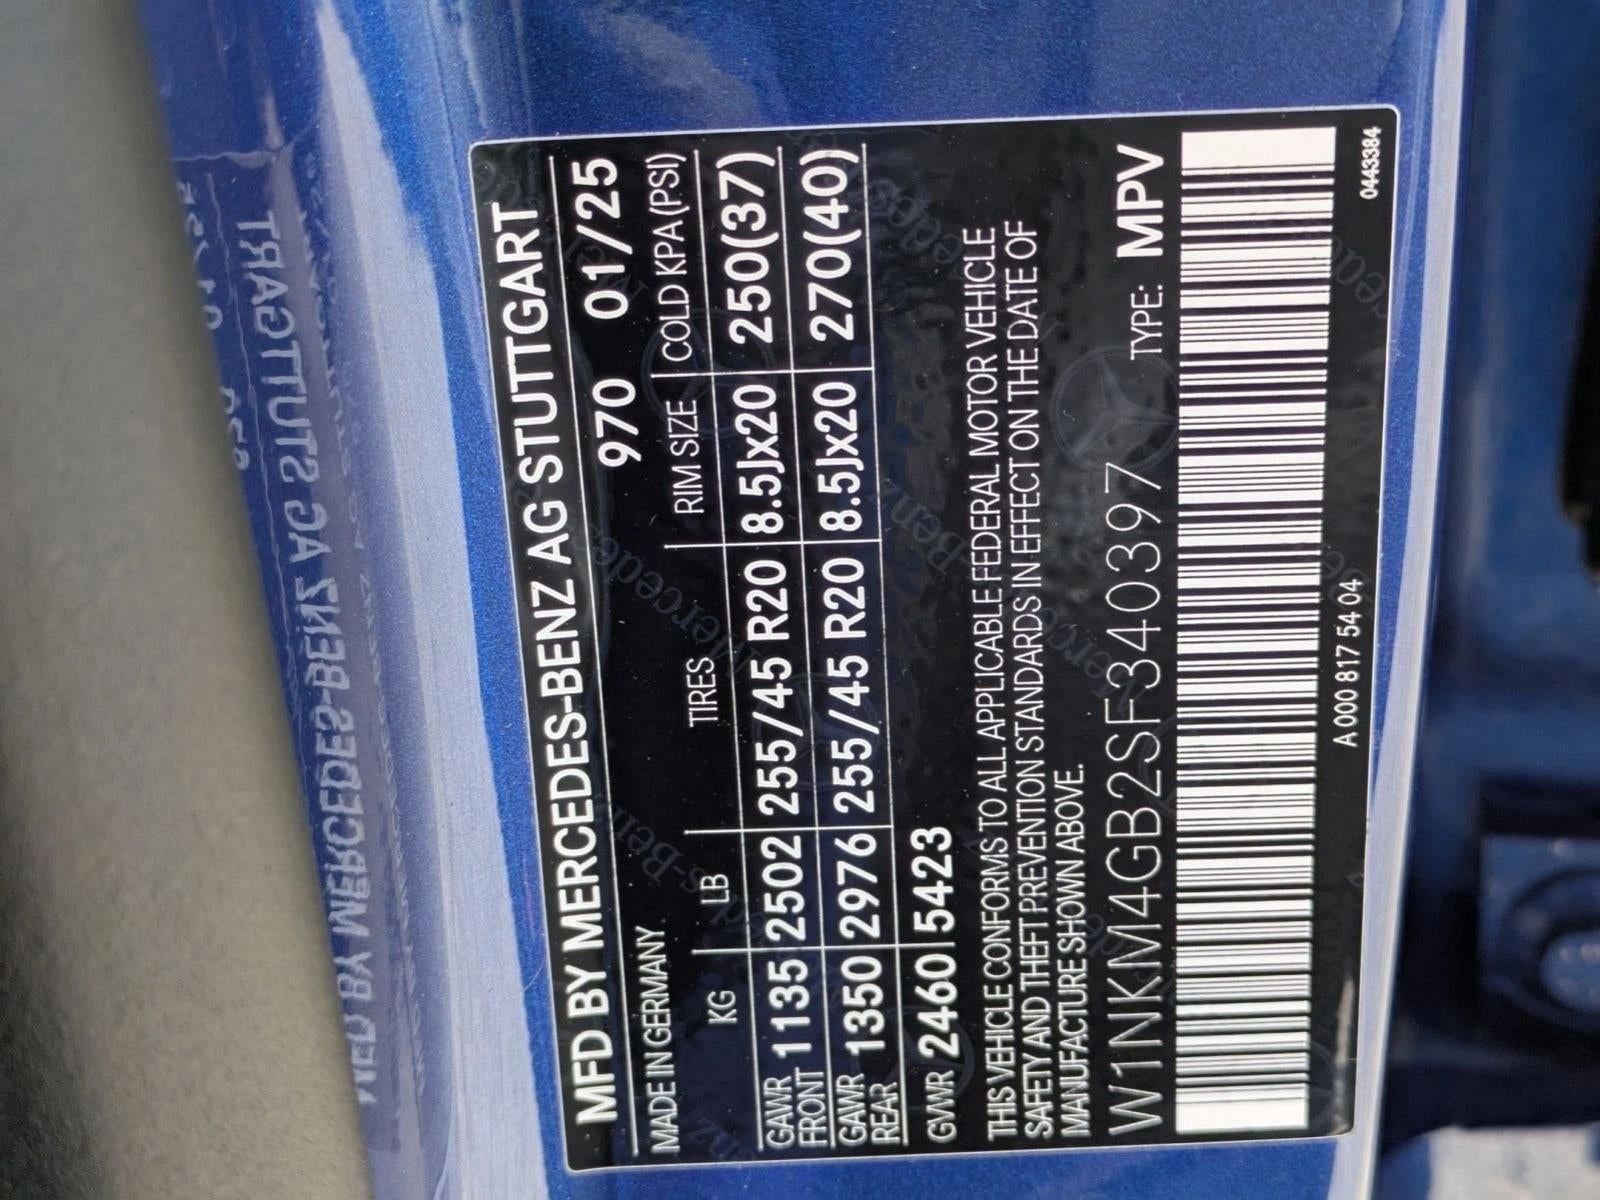 MFD BY MERCEDES-BENZ AG STUTTGART
MADE IN GERMANY 970 01/25
KG LB TIRES RIM SIZE COLD KPA (PSI)
GAWR FRONT 1135 2502 255/45 R20 8.5Jx20 250(37)
GAWR REAR 1350 2976 255/45 R20 8.5Jx20 270(40)
GVWR 2460 5423
THIS VEHICLE CONFORMS TO ALL APPLICABLE FEDERAL MOTOR VEHICLE
SAFETY AND THEFT PREVENTION STANDARDS IN EFFECT ON THE DATE OF
MANUFACTURE SHOWN ABOVE.
W1NKM4GB2SF340397 TYPE: MPV
A 000 817 54 04
0443384